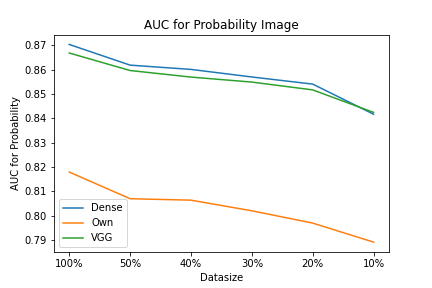 AUC for Probability Image
AUC for Probability
0.87
0.86
0.85
0.84
0.83
0.82
0.81
0.80
0.79
Dense
Own
VGG
100% 50% 40% 30% 20% 10%
Datasize